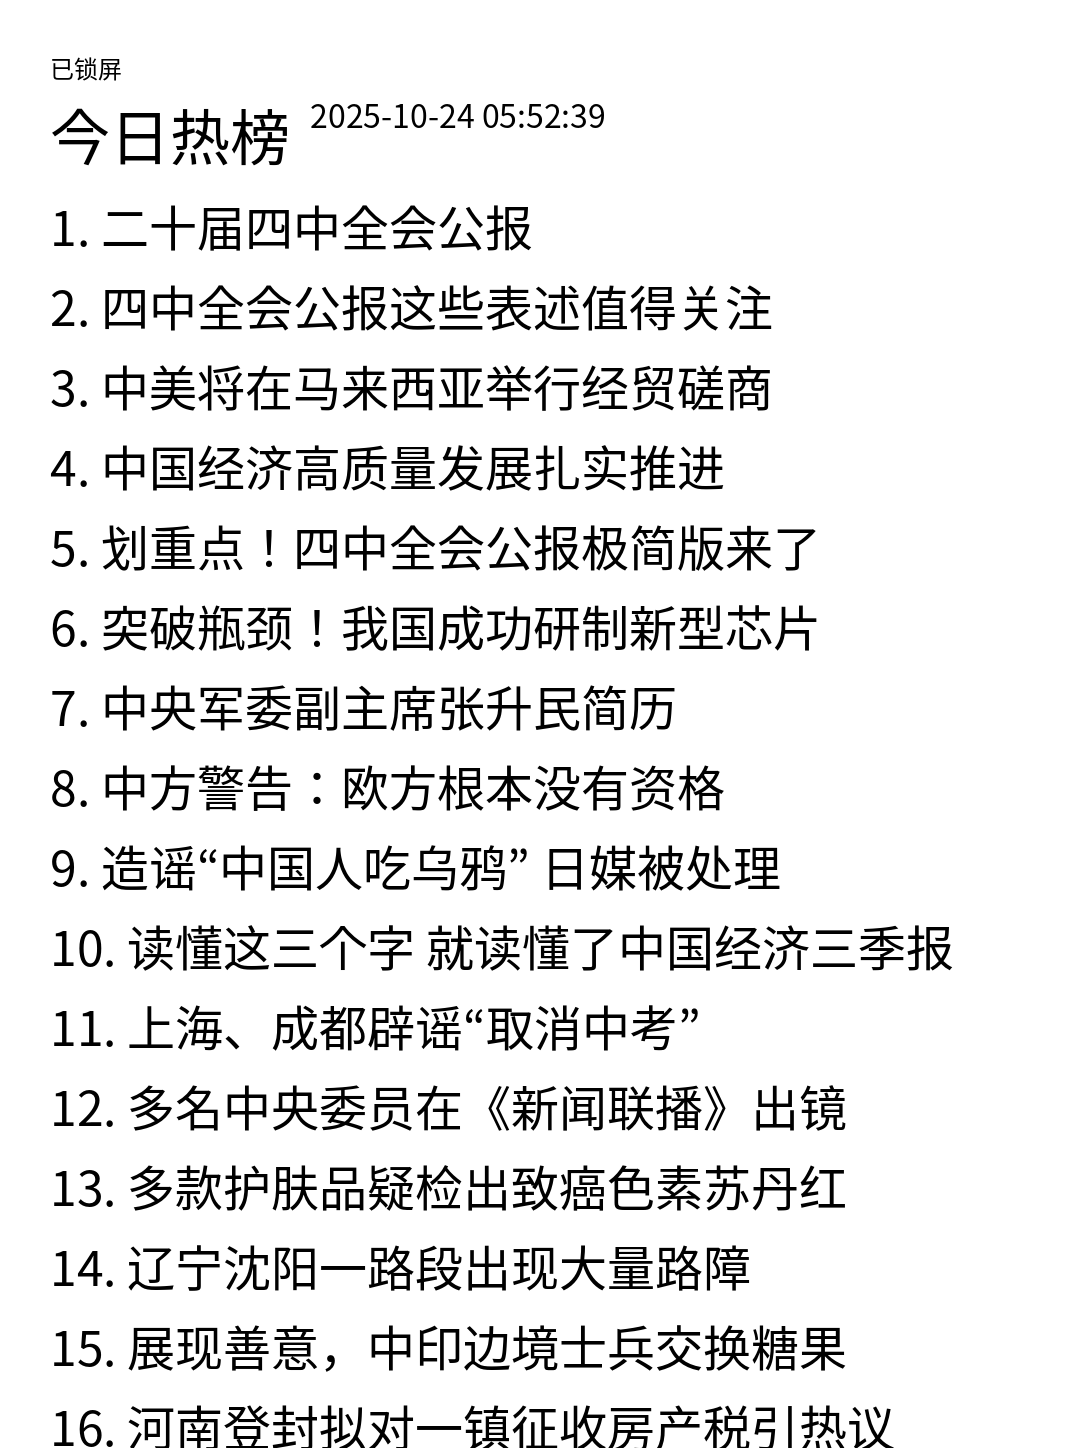 已锁屏
今日热榜 2025-10-24 05:52:39
1. 二十届四中全会公报
2. 四中全会公报这些表述值得关注
3. 中美将在马来西亚举行经贸磋商
4. 中国经济高质量发展扎实推进
5. 划重点！四中全会公报极简版来了
6. 突破瓶颈！我国成功研制新型芯片
7. 中央军委副主席张升民简历
8. 中方警告：欧方根本没有资格
9. 造谣“中国人吃乌鸦” 日媒被处理
10. 读懂这三个字 就读懂了中国经济三季报
11. 上海、成都辟谣“取消中考”
12. 多名中央委员在《新闻联播》出镜
13. 多款护肤品疑检出致癌色素苏丹红
14. 辽宁沈阳一路段出现大量路障
15. 展现善意，中印边境士兵交换糖果
16. 河南登封拟对一镇征收房产税引热议